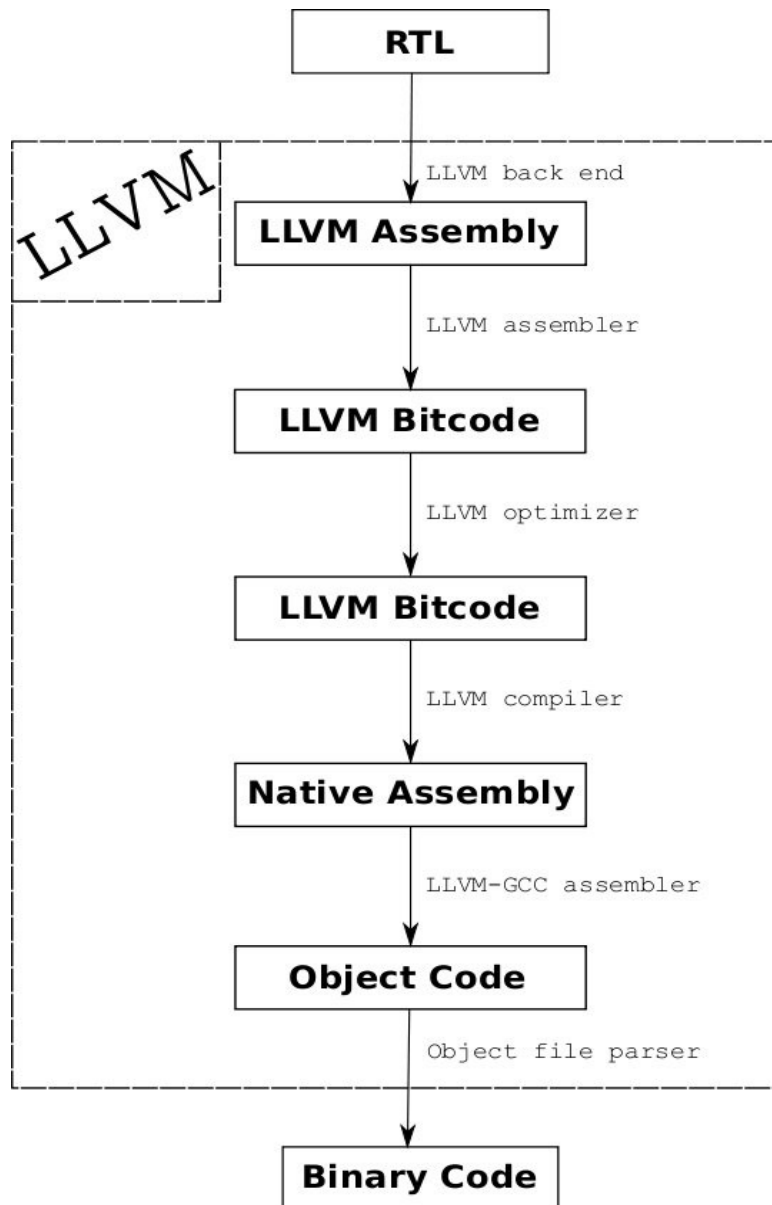 RTL
LLVM
LLVM back end
LLVM Assembly
LLVM assembler
LLVM Bitcode
LLVM optimizer
LLVM Bitcode
LLVM compiler
Native Assembly
LLVM-GCC assembler
Object Code
Object file parser
Binary Code